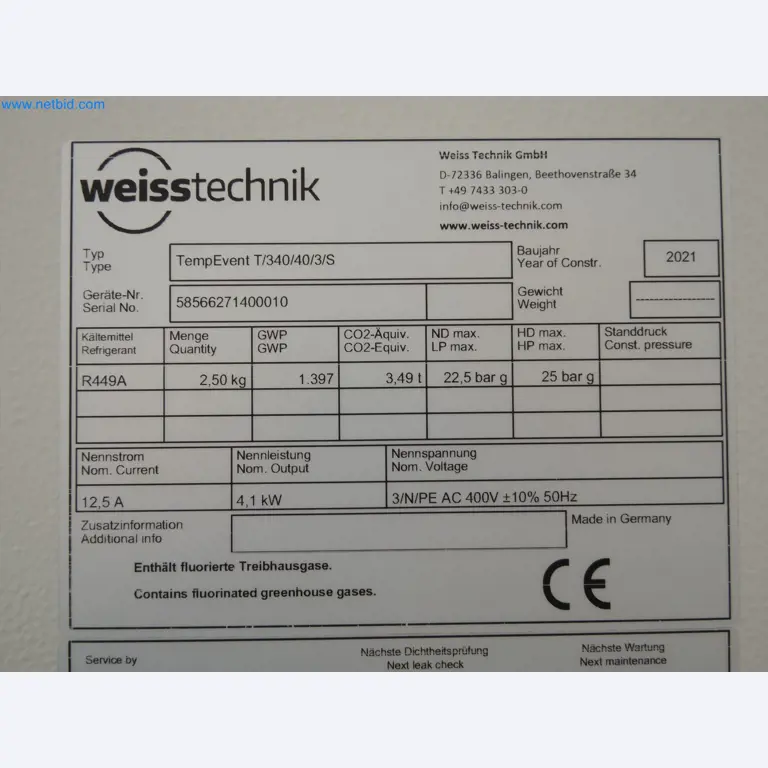 www.netbid.com
weisstechnik
Weiss Technik GmbH
D-72336 Balingen, Beethovenstraße 34
T +49 7433 303-0
info@weiss-technik.com
www.weiss-technik.com
Typ
Type
TempEvent T/340/40/3/S
Baujahr
Year of Constr.
2021
Geräte-Nr.
Serial No.
58566271400010
Gewicht
Weight
--------------------
Kältemittel
Refrigerant
Menge
Quantity
GWP
GWP
CO2-Äquiv.
CO2-Equiv.
ND max.
LP max.
HD max.
HP max.
Standdruck
Const. pressure
R449A 2,50 kg 1.397 3,49 t 22,5 bar g 25 bar g
Nennstrom
Nom. Current
Nennleistung
Nom. Output
Nennspannung
Nom. Voltage
12,5 A 4,1 kW 3/N/PE AC 400V ±10% 50Hz
Zusatzinformation
Additional info
Made in Germany
Enthält fluorierte Treibhausgase.
Contains fluorinated greenhouse gases.
CE
Service by
Nächste Dichtheitsprüfung
Next leak check
Nächste Wartung
Next maintenance